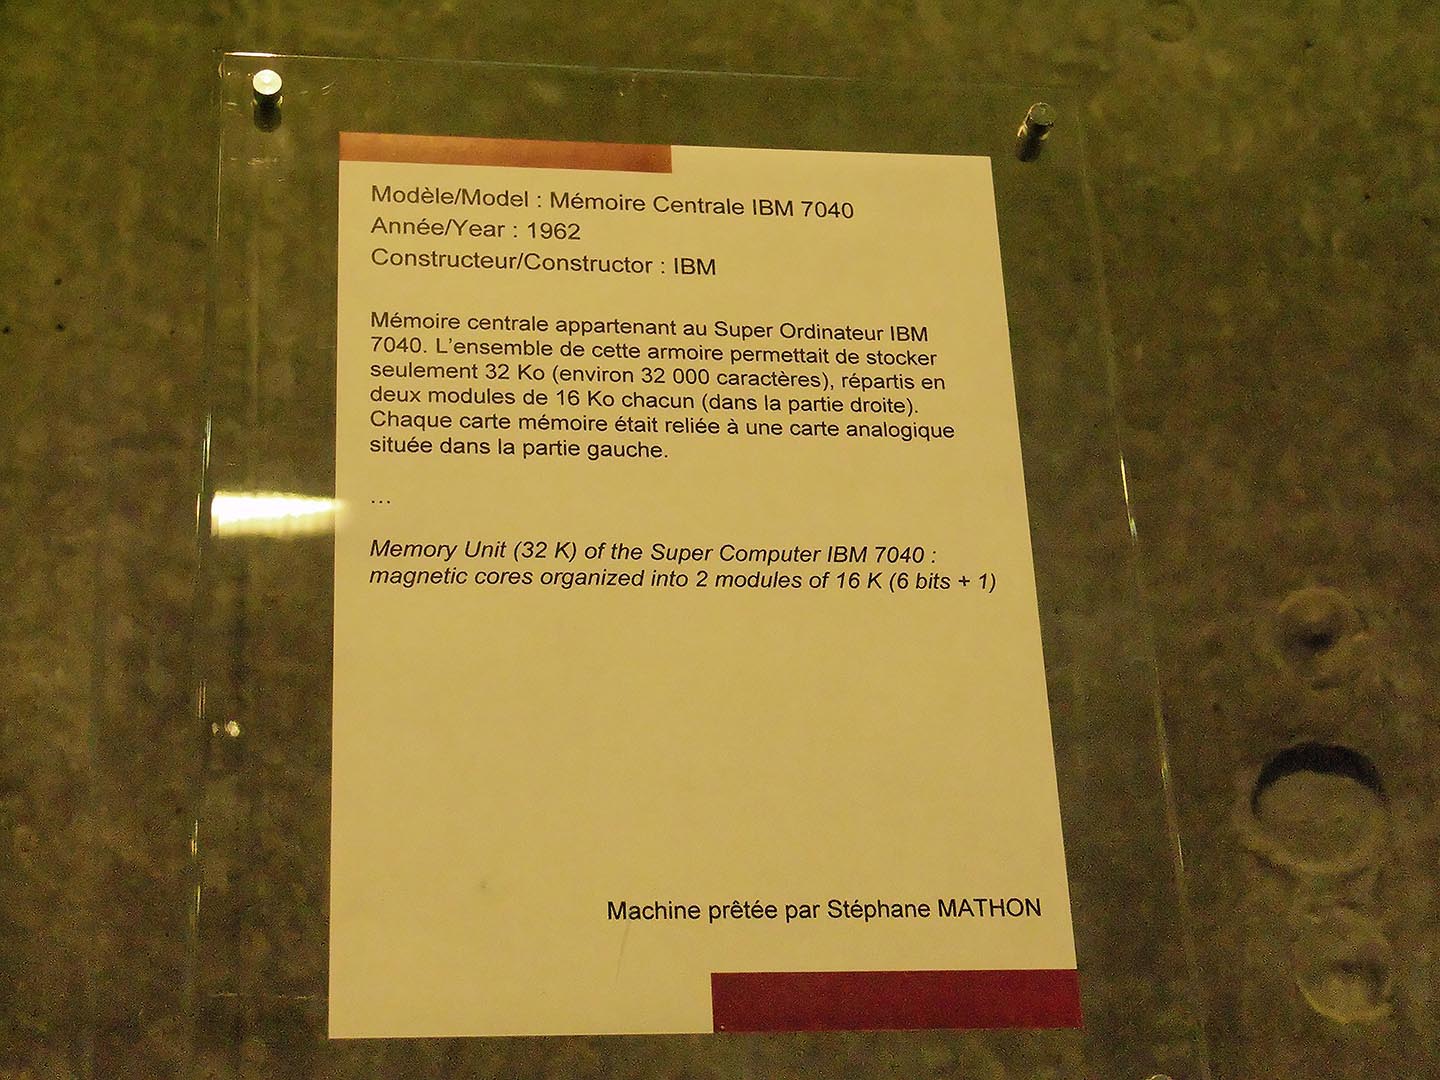 Modèle/Model : Mémoire Centrale IBM 7040
Année/Year : 1962
Constructeur/Constructor : IBM
Mémoire centrale appartenant au Super Ordinateur IBM
7040. L'ensemble de cette armoire permettait de stocker
seulement 32 Ko (environ 32 000 caractères), répartis en
deux modules de 16 Ko chacun (dans la partie droite).
Chaque carte mémoire était reliée à une carte analogique
située dans la partie gauche.
...
Memory Unit (32 K) of the Super Computer IBM 7040 :
magnetic cores organized into 2 modules of 16 K (6 bits + 1)
Machine prêtée par Stéphane MATHON